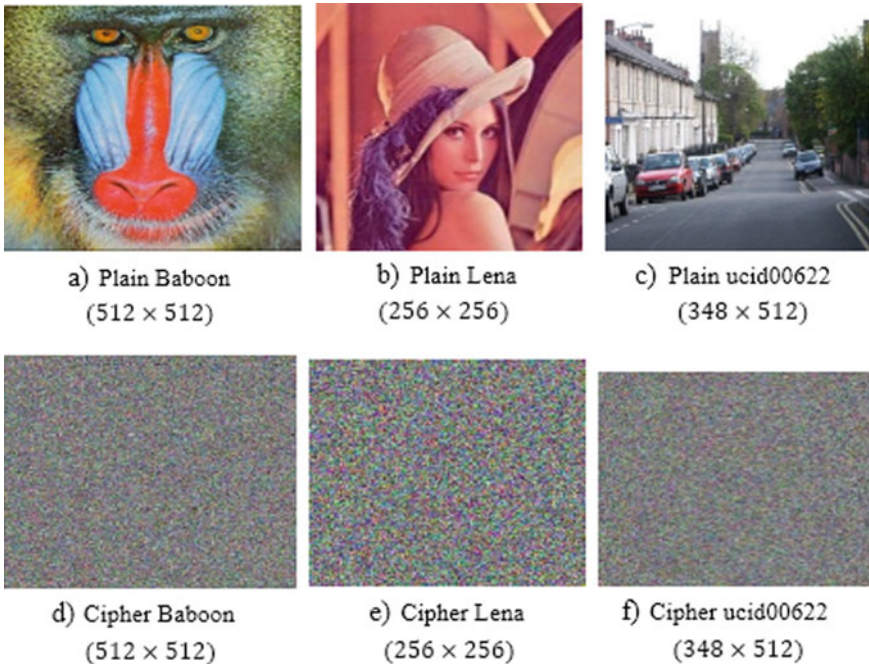 a) Plain Baboon
(512 × 512)
b) Plain Lena
(256 × 256)
c) Plain ucid00622
(348 × 512)
d) Cipher Baboon
(512 × 512)
e) Cipher Lena
(256 × 256)
f) Cipher ucid00622
(348 × 512)